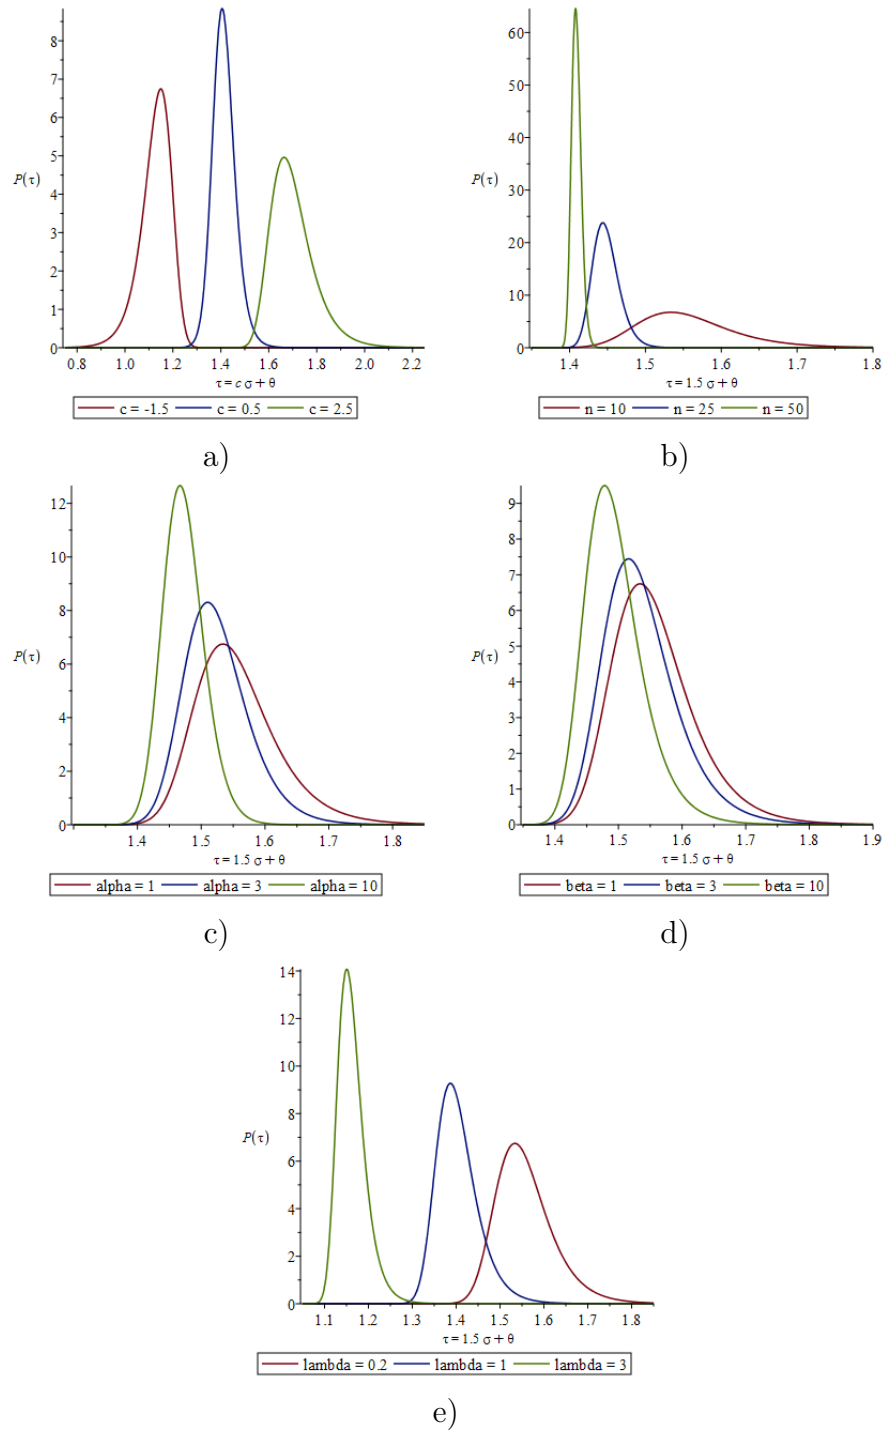 8
7
6
5
P(τ)
4
3
2
1
0
0.8 1.0 1.2 1.4 1.6 1.8 2.0 2.2
τ = c σ + θ
c = -1.5 c = 0.5 c = 2.5
a)
60
50
40
P(τ)
30
20
10
0
1.4 1.5 1.6 1.7 1.8
τ = 1.5 σ + θ
n = 10 n = 25 n = 50
b)
12
10
8
P(τ)
6
4
2
0
1.4 1.5 1.6 1.7 1.8
τ = 1.5 σ + θ
alpha = 1 alpha = 3 alpha = 10
c)
9
8
7
6
P(τ)
5
4
3
2
1
0
1.4 1.5 1.6 1.7 1.8 1.9
τ = 1.5 σ + θ
beta = 1 beta = 3 beta = 10
d)
14
12
10
8
P(τ)
6
4
2
0
1.1 1.2 1.3 1.4 1.5 1.6 1.7 1.8
τ = 1.5 σ + θ
lambda = 0.2 lambda = 1 lambda = 3
e)